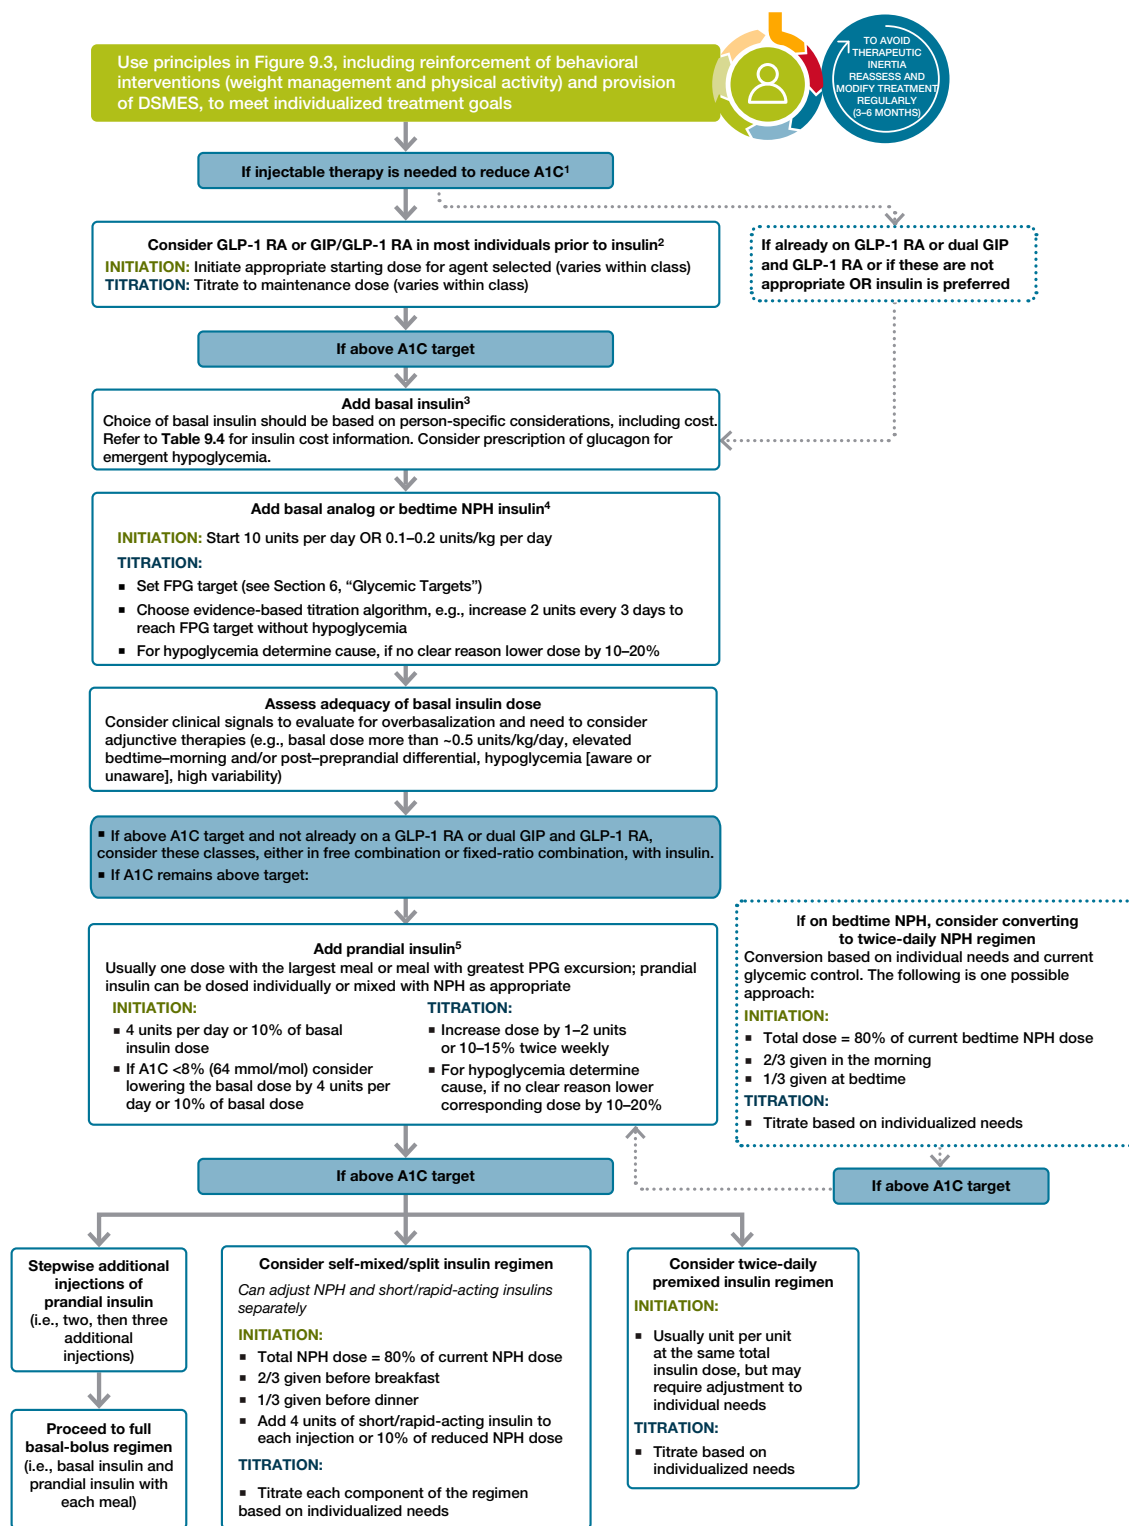 Use principles in Figure 9.3, including reinforcement of behavioral
interventions (weight management and physical activity) and provision
of DSMES, to meet individualized treatment goals
TO AVOID
THERAPEUTIC
INERTIA
REASSESS AND
MODIFY TREATMENT
REGULARLY
(3–6 MONTHS)
If injectable therapy is needed to reduce A1C¹
Consider GLP-1 RA or GIP/GLP-1 RA in most individuals prior to insulin²
INITIATION: Initiate appropriate starting dose for agent selected (varies within class)
TITRATION: Titrate to maintenance dose (varies within class)
If already on GLP-1 RA or dual GIP
and GLP-1 RA or if these are not
appropriate OR insulin is preferred
If above A1C target
Add basal insulin³
Choice of basal insulin should be based on person-specific considerations, including cost.
Refer to Table 9.4 for insulin cost information. Consider prescription of glucagon for
emergent hypoglycemia.
Add basal analog or bedtime NPH insulin⁴
INITIATION: Start 10 units per day OR 0.1–0.2 units/kg per day
TITRATION:
▪ Set FPG target (see Section 6, “Glycemic Targets”)
▪ Choose evidence-based titration algorithm, e.g., increase 2 units every 3 days to
reach FPG target without hypoglycemia
▪ For hypoglycemia determine cause, if no clear reason lower dose by 10–20%
Assess adequacy of basal insulin dose
Consider clinical signals to evaluate for overbasalization and need to consider
adjunctive therapies (e.g., basal dose more than ~0.5 units/kg/day, elevated
bedtime–morning and/or post–preprandial differential, hypoglycemia [aware or
unaware], high variability)
▪ If above A1C target and not already on a GLP-1 RA or dual GIP and GLP-1 RA,
consider these classes, either in free combination or fixed-ratio combination, with insulin.
▪ If A1C remains above target:
Add prandial insulin⁵
Usually one dose with the largest meal or meal with greatest PPG excursion; prandial
insulin can be dosed individually or mixed with NPH as appropriate
INITIATION:
▪ 4 units per day or 10% of basal
insulin dose
▪ If A1C <8% (64 mmol/mol) consider
lowering the basal dose by 4 units per
day or 10% of basal dose
TITRATION:
▪ Increase dose by 1–2 units
or 10–15% twice weekly
▪ For hypoglycemia determine
cause, if no clear reason lower
corresponding dose by 10–20%
If on bedtime NPH, consider converting
to twice-daily NPH regimen
Conversion based on individual needs and current
glycemic control. The following is one possible
approach:
INITIATION:
▪ Total dose = 80% of current bedtime NPH dose
▪ 2/3 given in the morning
▪ 1/3 given at bedtime
TITRATION:
▪ Titrate based on individualized needs
If above A1C target
If above A1C target
Stepwise additional
injections of
prandial insulin
(i.e., two, then three
additional
injections)
Proceed to full
basal-bolus regimen
(i.e., basal insulin and
prandial insulin with
each meal)
Consider self-mixed/split insulin regimen
Can adjust NPH and short/rapid-acting insulins
separately
INITIATION:
▪ Total NPH dose = 80% of current NPH dose
▪ 2/3 given before breakfast
▪ 1/3 given before dinner
▪ Add 4 units of short/rapid-acting insulin to
each injection or 10% of reduced NPH dose
TITRATION:
▪ Titrate each component of the regimen
based on individualized needs
Consider twice-daily
premixed insulin regimen
INITIATION:
▪ Usually unit per unit
at the same total
insulin dose, but may
require adjustment to
individual needs
TITRATION:
▪ Titrate based on
individualized needs